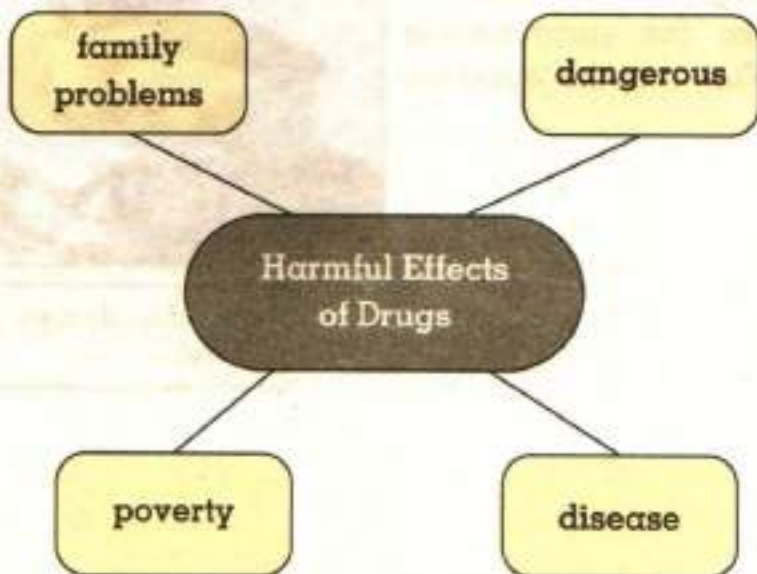 family
problems
dangerous
Harmful Effects
of Drugs
poverty
disease